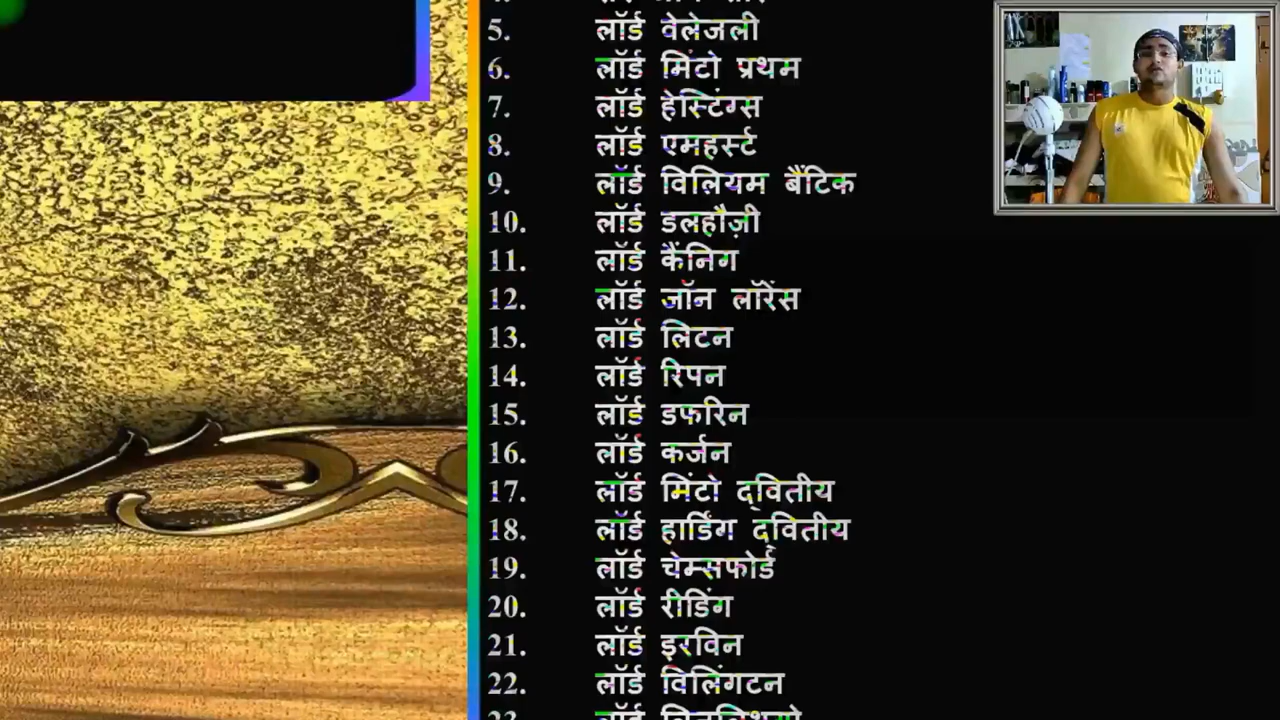 5. लॉर्ड वेलेजली
6. लॉर्ड मिंटो प्रथम
7. लॉर्ड हेस्टिंग्स
8. लॉर्ड एमहर्स्ट
9. लॉर्ड विलियम बैंटिक
10. लॉर्ड डलहौज़ी
11. लॉर्ड कैंनिग
12. लॉर्ड जॉन लॉरेंस
13. लॉर्ड लिटन
14. लॉर्ड रिपन
15. लॉर्ड डफरिन
16. लॉर्ड कर्जन
17. लॉर्ड मिंटो द्वितीय
18. लॉर्ड हार्डिंग द्वितीय
19. लॉर्ड चेम्सफोर्ड
20. लॉर्ड रीडिंग
21. लॉर्ड इरविन
22. लॉर्ड विलिंगटन